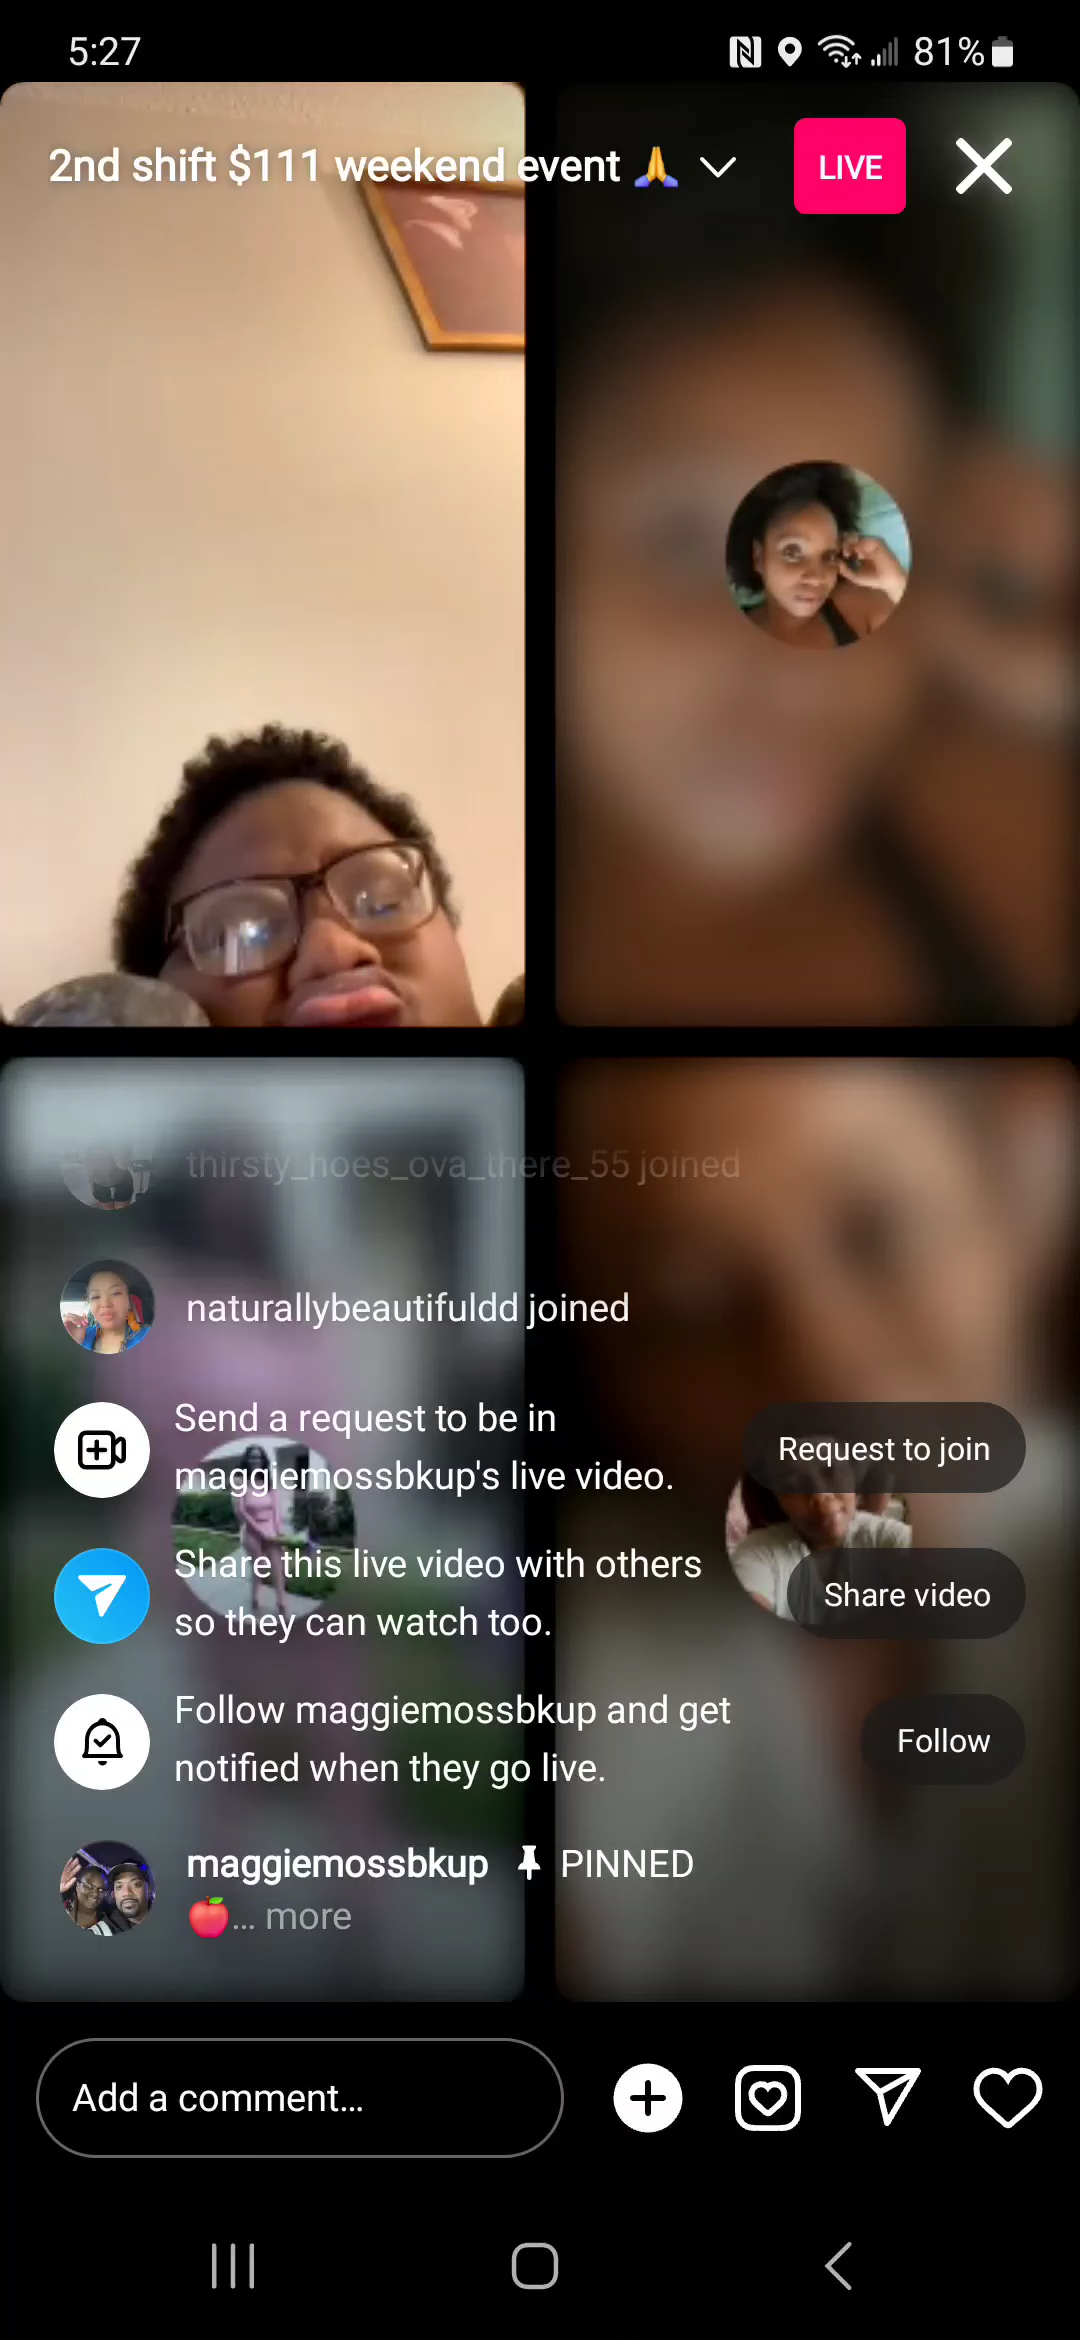 5:27
81%
2nd shift $111 weekend event 🙏
LIVE
thirsty_hoes_ova_there_55 joined
naturallybeautifuldd joined
Send a request to be in
maggiemossbkup's live video.
Request to join
Share this live video with others
so they can watch too.
Share video
Follow maggiemossbkup and get
notified when they go live.
Follow
maggiemossbkup PINNED
🍎... more
Add a comment...